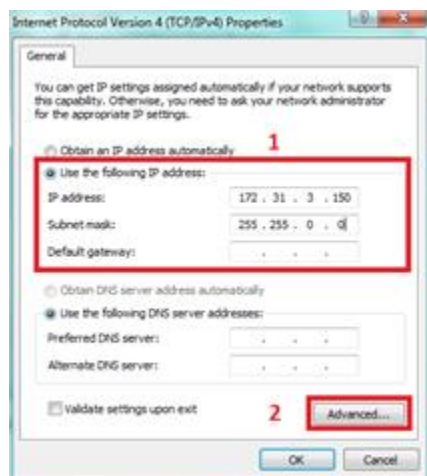 Internet Protocol Version 4 (TCP/IPv4) Properties
General
You can get IP settings assigned automatically if your network supports
this capability. Otherwise, you need to ask your network administrator
for the appropriate IP settings.
1
Obtain an IP address automatically
Use the following IP address:
IP address: 172 . 31 . 3 . 150
Subnet mask: 255 . 255 . 0 . 0
Default gateway: . . .
Obtain DNS server address automatically
Use the following DNS server addresses:
Preferred DNS server: . . .
Alternate DNS server: . . .
Validate settings upon exit
2
Advanced...
OK Cancel